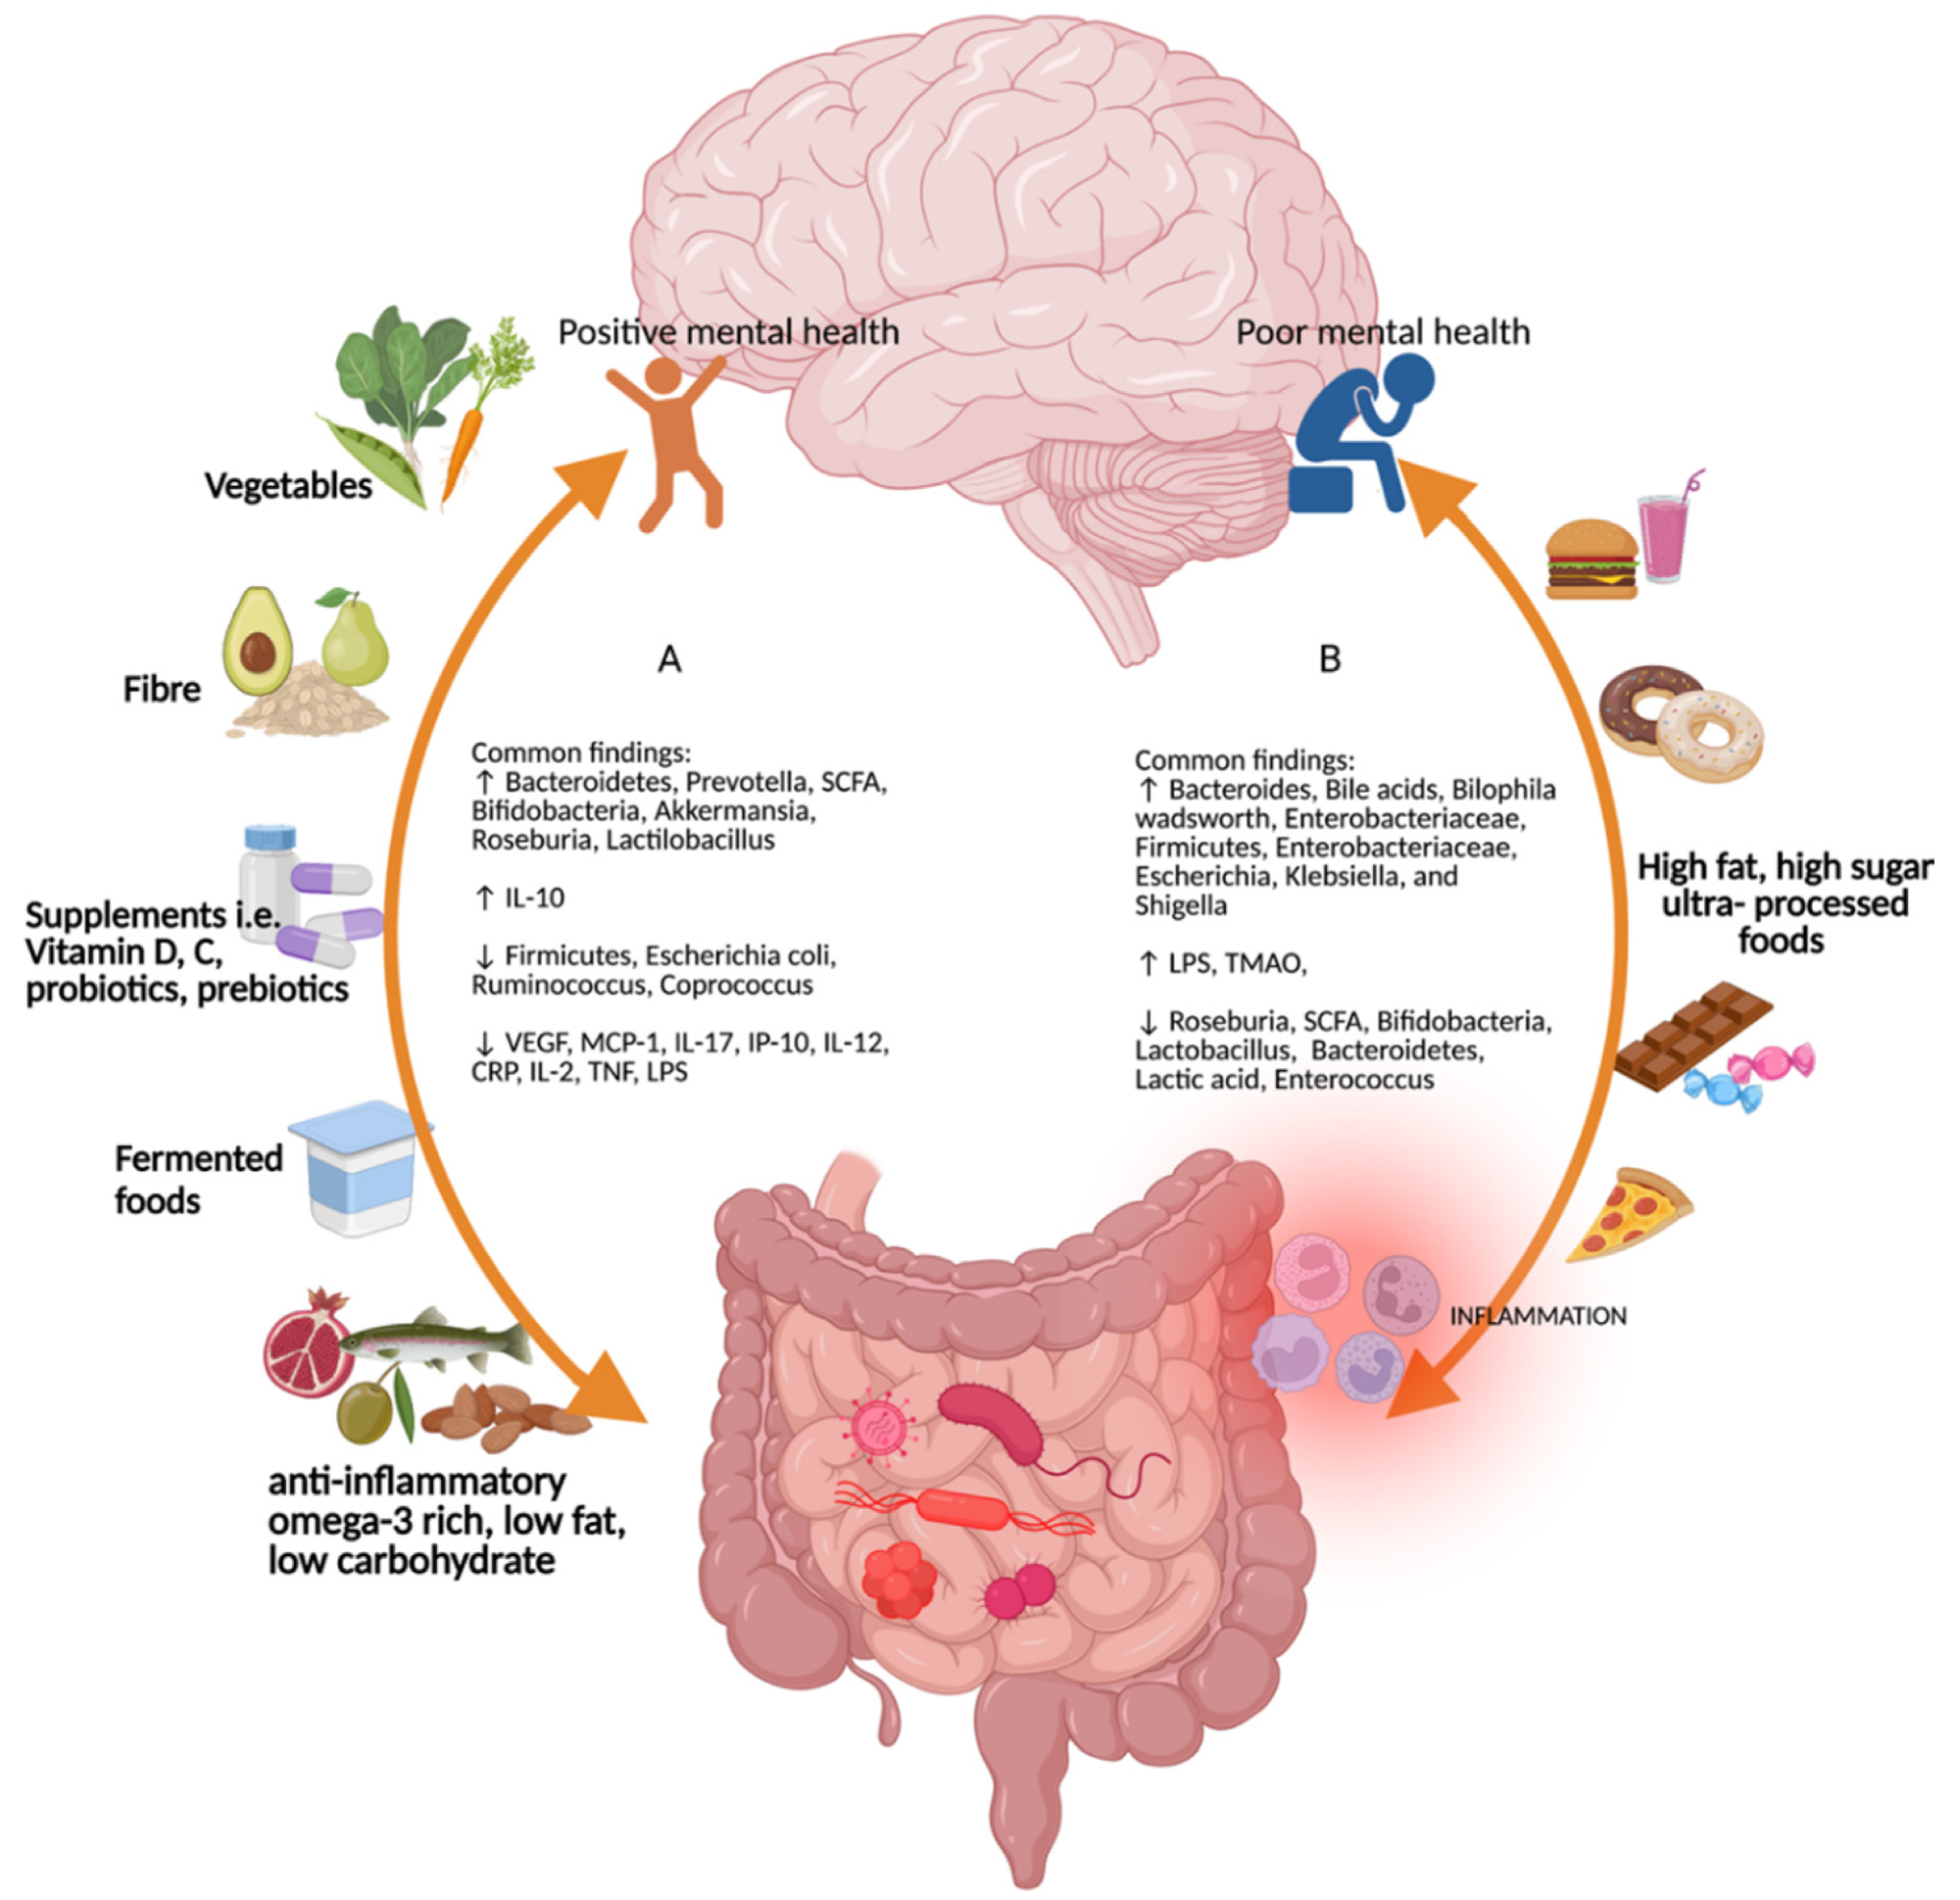 Positive mental health
Poor mental health
Vegetables
Fibre
A
B
Common findings:
↑ Bacteroidetes, Prevotella, SCFA,
Bifidobacteria, Akkermansia,
Roseburia, Lactilobacillus
↑ IL-10
↓ Firmicutes, Escherichia coli,
Ruminococcus, Coprococcus
↓ VEGF, MCP-1, IL-17, IP-10, IL-12,
CRP, IL-2, TNF, LPS
Common findings:
↑ Bacteroides, Bile acids, Bilophila
wadsworth, Enterobacteriaceae,
Firmicutes, Enterobacteriaceae,
Escherichia, Klebsiella, and
Shigella
↑ LPS, TMAO,
↓ Roseburia, SCFA, Bifidobacteria,
Lactobacillus, Bacteroidetes,
Lactic acid, Enterococcus
High fat, high sugar
ultra- processed
foods
Supplements i.e.
Vitamin D, C,
probiotics, prebiotics
Fermented
foods
INFLAMMATION
anti-inflammatory
omega-3 rich, low fat,
low carbohydrate